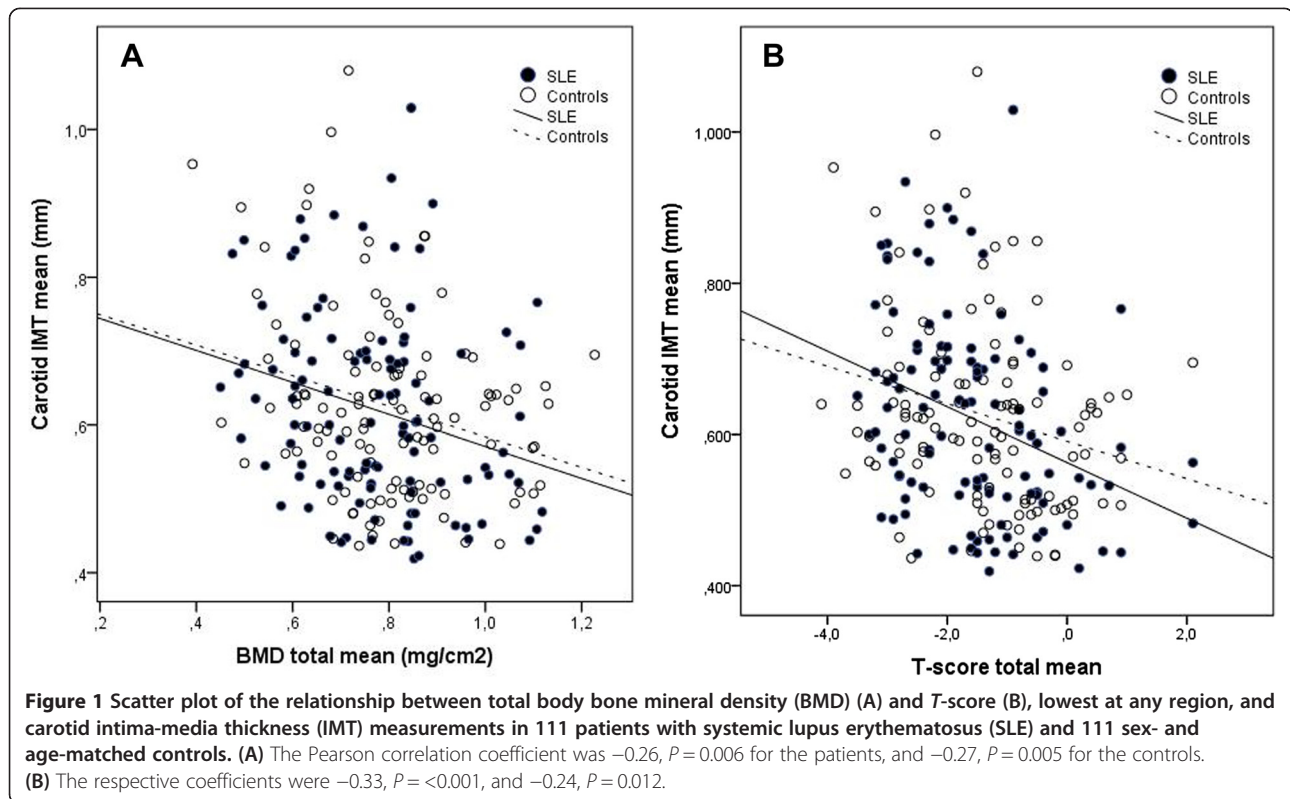 A
SLE
Controls
SLE
Controls
1,0
,8
,6
,4
Carotid IMT mean (mm)
,2
,4
,6
,8
1,0
1,2
BMD total mean (mg/cm2)
B
SLE
Controls
SLE
Controls
1,000
,800
,600
,400
Carotid IMT mean (mm)
-4,0
-2,0
,0
2,0
T-score total mean
Figure 1 Scatter plot of the relationship between total body bone mineral density (BMD) (A) and T-score (B), lowest at any region, and
carotid intima-media thickness (IMT) measurements in 111 patients with systemic lupus erythematosus (SLE) and 111 sex- and
age-matched controls. (A) The Pearson correlation coefficient was −0.26, P = 0.006 for the patients, and −0.27, P = 0.005 for the controls.
(B) The respective coefficients were −0.33, P = <0.001, and −0.24, P = 0.012.